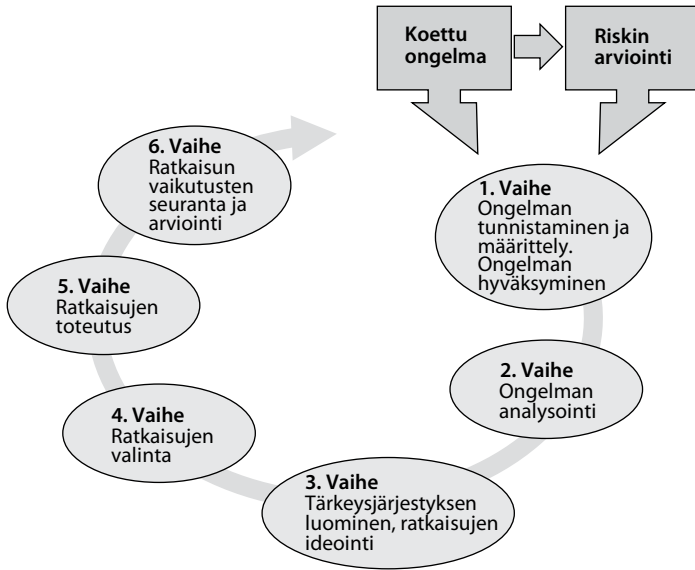 Koettu
ongelma
Riskin
arviointi
1. Vaihe
Ongelman
tunnistaminen ja
määrittely.
Ongelman
hyväksyminen
2. Vaihe
Ongelman
analysointi
3. Vaihe
Tärkeysjärjestyksen
luominen, ratkaisujen
ideointi
4. Vaihe
Ratkaisujen
valinta
5. Vaihe
Ratkaisujen
toteutus
6. Vaihe
Ratkaisun
vaikutusten
seuranta ja
arviointi